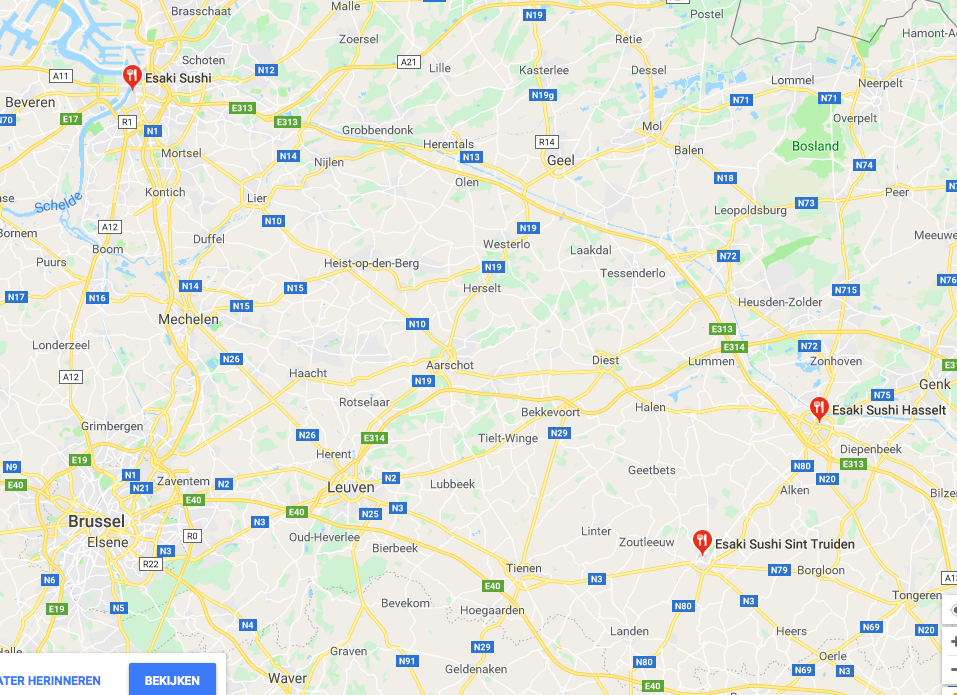 Brasschaat
Malle
N19
Postel
Zoersel
Retie
Hamont-A
Schoten
N12
A21
Lille
Kasterlee
Dessel
Lommel
Neerpelt
A11
Esaki Sushi
Beveren
E313
N19g
N71
N71
Overpelt
N70
E17
R1
N1
E313
Grobbendonk
Mol
Bosland
Herentals
R14
Balen
Mortsel
N14
Nijlen
N13
Geel
N74
Kontich
Olen
N18
Peer
Schelde
Lier
Leopoldsburg
N73
Bornem
A12
N10
N19
Meeuwe
Duffel
Westerlo
Laakdal
N72
Boom
Puurs
Heist-op-den-Berg
N19
Tessenderlo
N76
N17
N16
N14
N15
N15
Herselt
N715
Heusden-Zolder
Mechelen
N10
E313
Londerzeel
N26
E314
N72
A12
Haacht
Aarschot
Diest
Lummen
Zonhoven
N19
Genk
Rotselaar
N75
Bekkevoort
Halen
Esaki Sushi Hasselt
Grimbergen
N26
E314
Tielt-Winge
N29
Herent
Diepenbeek
N9
E19
N1
Geetbets
N80
E313
E40
N21
Zaventem
N2
N2
Lubbeek
N20
Leuven
Alken
Bilze
E40
E40
N25
N3
Brussel
N3
Linter
Elsene
R0
Oud-Heverlee
Zoutleeuw
Esaki Sushi Sint Truiden
N3
Bierbeek
R22
Tienen
N79
Borgloon
N6
E40
N3
Tongeren
E19
N5
Bevekom
Hoegaarden
N80
N3
N4
Landen
Heers
N69
N20
Graven
N29
N91
N80
Oerle
Geldenaken
N69
N3
ATER HERINNEREN
BEKIJKEN
Waver
E40